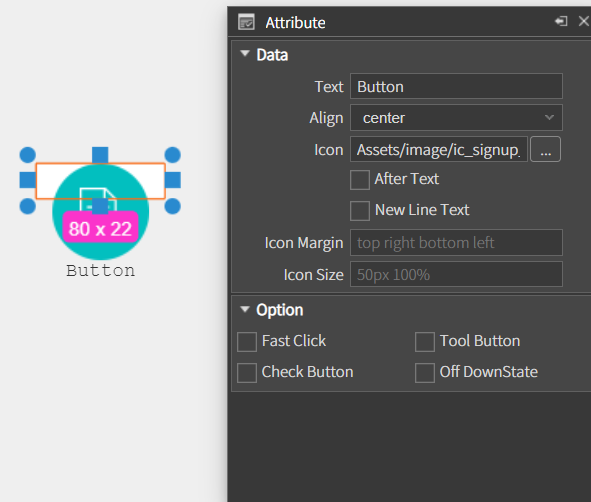 Attribute
Data
Text Button
Align center
Icon Assets/image/ic_signup_ ...
After Text
New Line Text
Icon Margin top right bottom left
Icon Size 50px 100%
Option
Fast Click Tool Button
Check Button Off DownState
80 x 22
Button